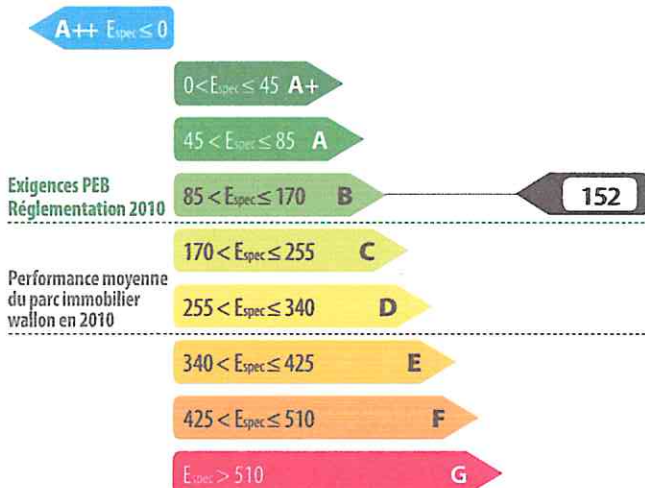 A++ Espec ≤ 0
0 < Espec ≤ 45 A+
45 < Espec ≤ 85 A
Exigences PEB
Réglementation 2010
85 < Espec ≤ 170 B
152
170 < Espec ≤ 255 C
Performance moyenne
du parc immobilier
wallon en 2010
255 < Espec ≤ 340 D
340 < Espec ≤ 425 E
425 < Espec ≤ 510 F
Espec > 510 G